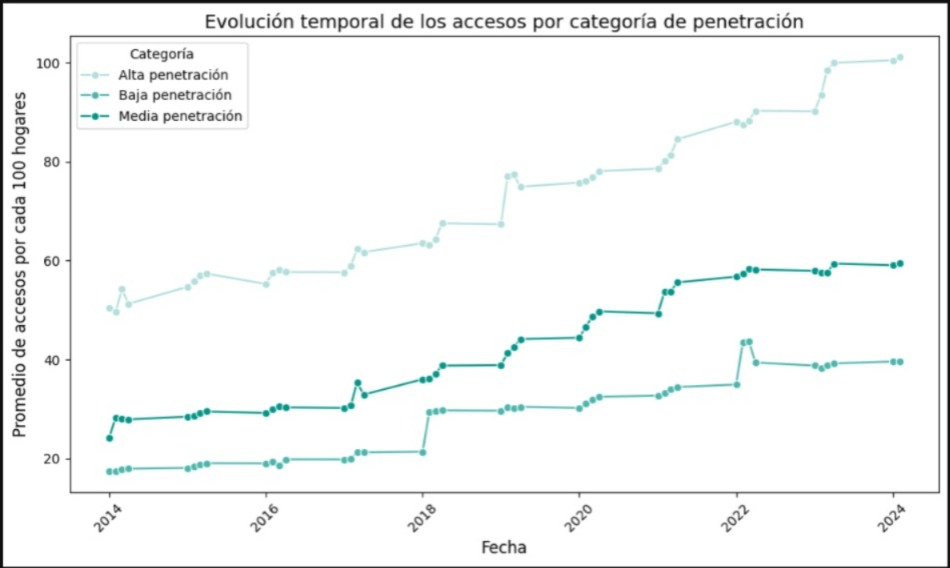 Evolución temporal de los accesos por categoría de penetración
Categoría
Alta penetración
Baja penetración
Media penetración
Promedio de accesos por cada 100 hogares
100
80
60
40
20
2014
2016
2018
2020
2022
2024
Fecha